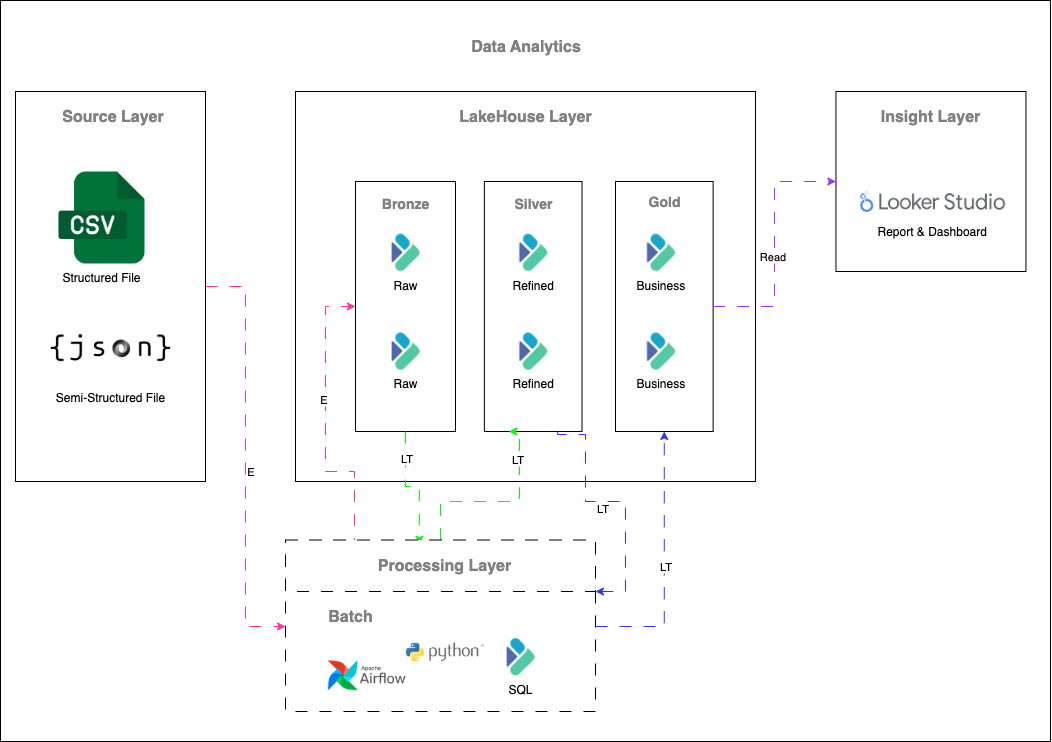 Data Analytics
Source Layer
CSV
Structured File
{json}
Semi-Structured File
E
LakeHouse Layer
Bronze
Raw
Raw
Silver
Refined
Refined
Gold
Business
Business
E
LT
LT
LT
LT
Read
Insight Layer
Looker Studio
Report & Dashboard
Processing Layer
Batch
Apache
Airflow
python™
SQL